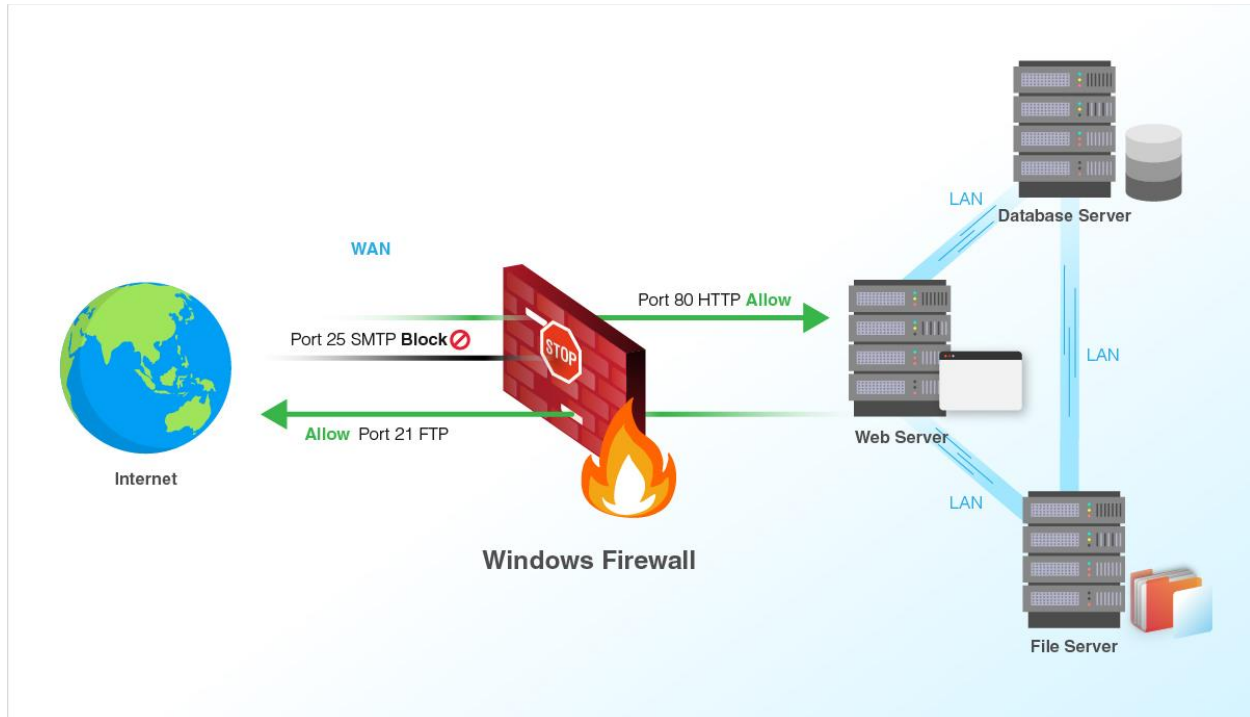 WAN
Port 80 HTTP Allow
Port 25 SMTP Block
STOP
Allow Port 21 FTP
Internet
Windows Firewall
LAN
Database Server
LAN
Web Server
LAN
File Server